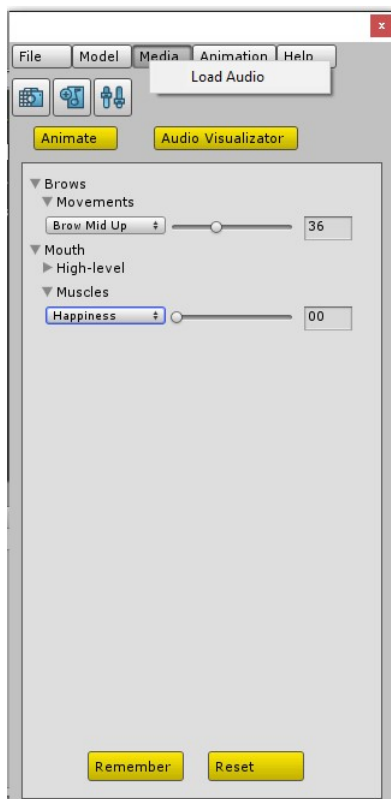 x
File Model Media Animation Help
Load Audio
Animate Audio Visualizator
Brows
Movements
Brow Mid Up 36
Mouth
High-level
Muscles
Happiness 00
Remember Reset